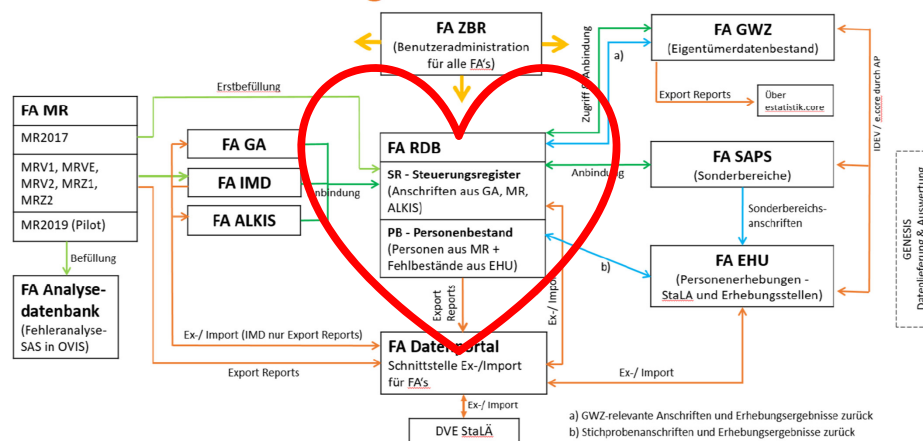 FA ZBR
(Benutzeradministration
für alle FA's)
FA GWZ
(Eigentümerdatenbestand)
a)
Zugriff & Anbindung
Export Reports
Über
estatistik.core
IDEV / e.core durch AP
Erstbefüllung
FA MR
MR2017
MRV1, MRVE,
MRV2, MRZ1,
MRZ2
MR2019 (Pilot)
FA GA
FA IMD
FA ALKIS
Anbindung
FA RDB
SR - Steuerungsregister
(Anschriften aus GA, MR,
ALKIS)
PB - Personenbestand
(Personen aus MR +
Fehlbestände aus EHU)
Anbindung
FA SAPS
(Sonderbereiche)
Sonderbereichs-
anschriften
b)
FA EHU
(Personenerhebungen -
StaLA und Erhebungsstellen)
GENESIS
Datenlieferung & Auswertung
Befüllung
FA Analyse-
datenbank
(Fehleranalyse-
SAS in OVIS)
Export
Reports
Ex-/ Import
Ex-/ Import (IMD nur Export Reports)
Export Reports
FA Datenportal
Schnittstelle Ex-/Import
für FA's
Ex-/ Import
Ex-/ Import
DVE StaLÄ
a) GWZ-relevante Anschriften und Erhebungsergebnisse zurück
b) Stichprobenanschriften und Erhebungsergebnisse zurück